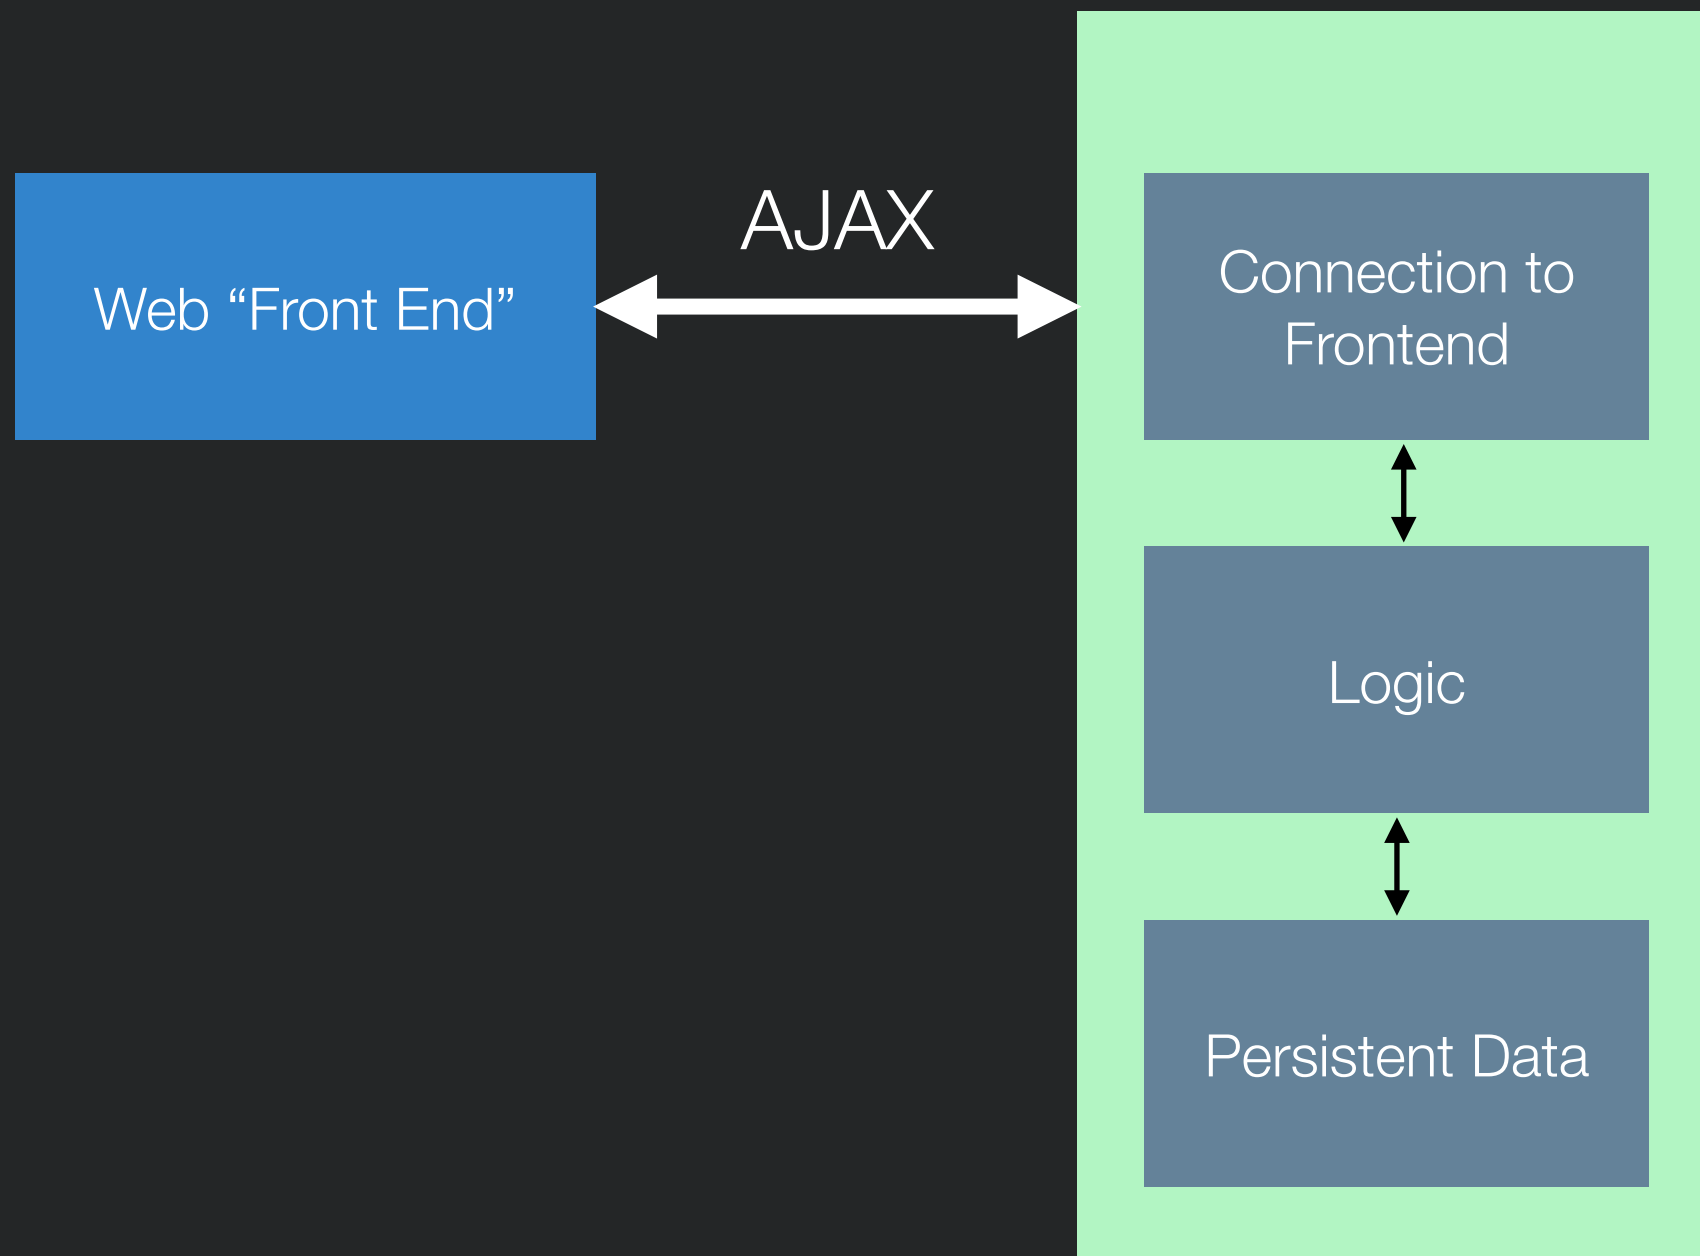 AJAX
Web “Front End”
Connection to
Frontend
Logic
Persistent Data